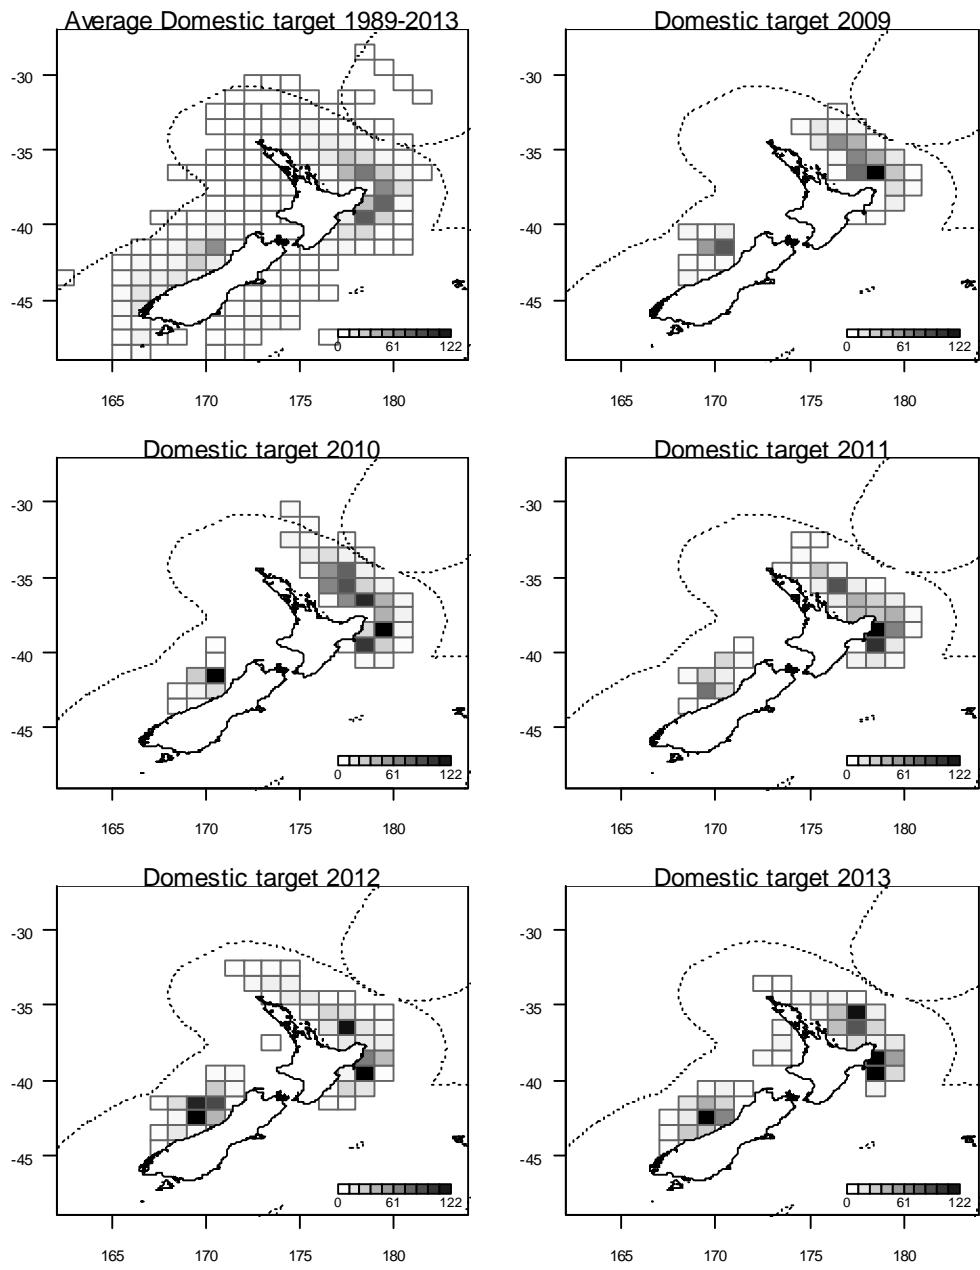 Average Domestic target 1989-2013
Domestic target 2009
-30
-35
-40
-45
0 61 122
165 170 175 180
-30
-35
-40
-45
0 61 122
165 170 175 180
Domestic target 2010
Domestic target 2011
-30
-35
-40
-45
0 61 122
165 170 175 180
-30
-35
-40
-45
0 61 122
165 170 175 180
Domestic target 2012
Domestic target 2013
-30
-35
-40
-45
0 61 122
165 170 175 180
-30
-35
-40
-45
0 61 122
165 170 175 180